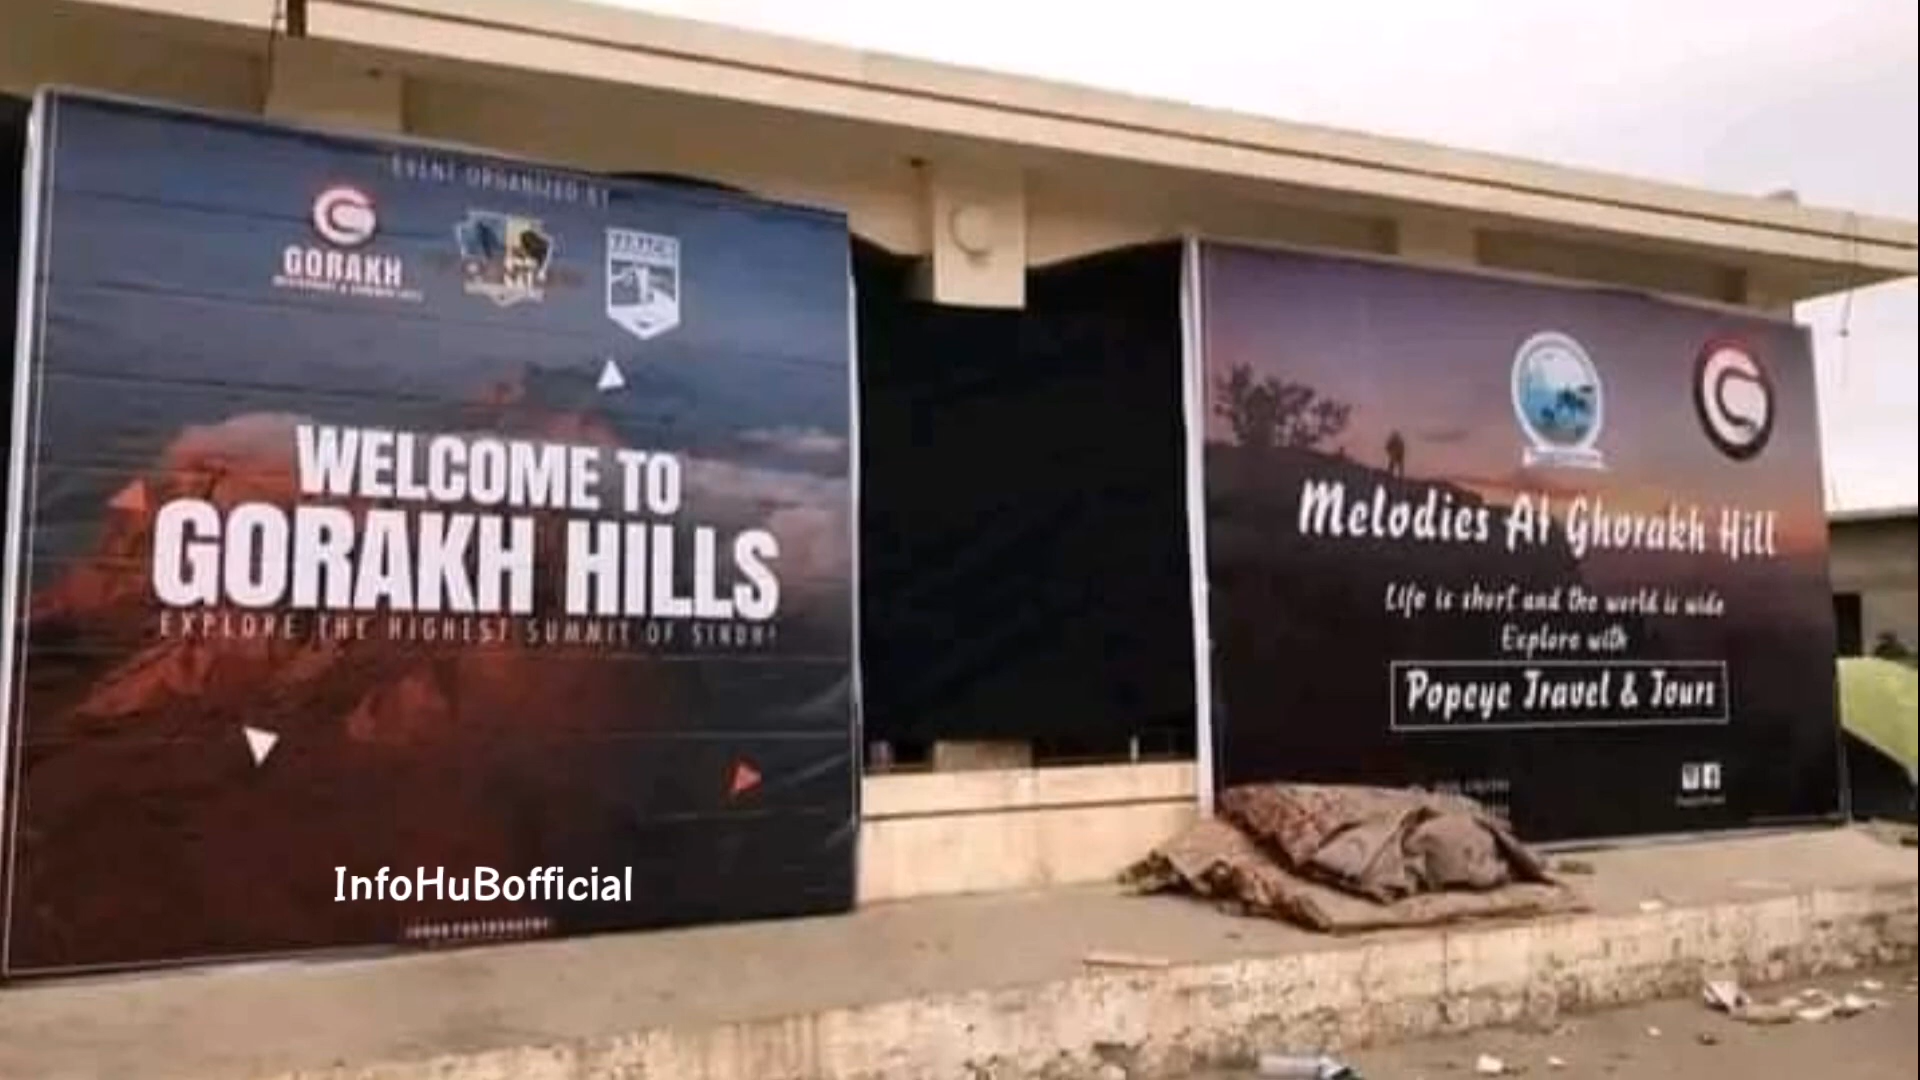 EVENT ORGANIZED BY
GORAKH
WELCOME TO
GORAKH HILLS
EXPLORE THE HIGHEST SUMMIT OF SINDH
InfoHuBofficial
Melodies At Ghorakh Hill
Life is short and the world is wide
Explore with
Popeye Travel & Tours